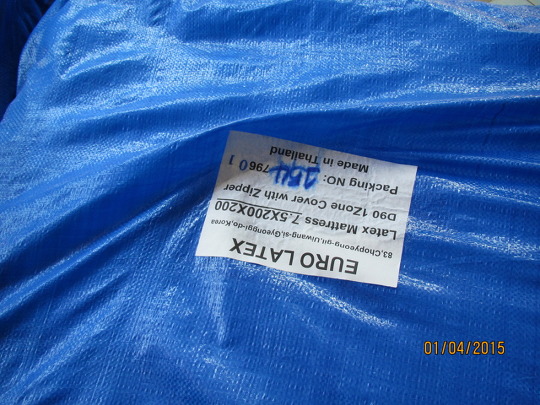 EURO LATEX
83,Chopyeong-gil,Uiwang-si,Gyeonggi-do,Korea
Latex Mattress 7.5X200X200
D90 1Zone Cover with Zipper
Packing NO: 7960 1
Made in Thailand
01/04/2015